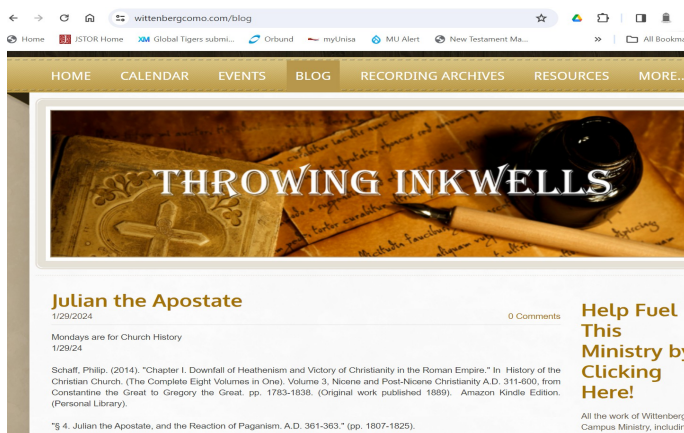 wittenbergcomo.com/blog
Home
JSTOR Home
XM Global Tigers submi...
Orbund
myUnisa
MU Alert
New Testament Ma...
»
All Bookma
HOME CALENDAR EVENTS BLOG RECORDING ARCHIVES RESOURCES MORE...
THROWING INKWELLS
Julian the Apostate
1/29/2024
0 Comments
Mondays are for Church History
1/29/24
Schaff, Philip. (2014). "Chapter I. Downfall of Heathenism and Victory of Christianity in the Roman Empire." In History of the
Christian Church. (The Complete Eight Volumes in One). Volume 3, Nicene and Post-Nicene Christianity A.D. 311-600, from
Constantine the Great to Gregory the Great. pp. 1783-1838. (Original work published 1889). Amazon Kindle Edition.
(Personal Library).
"§ 4. Julian the Apostate, and the Reaction of Paganism. A.D. 361-363." (pp. 1807-1825).
Help Fuel
This
Ministry by
Clicking
Here!
All the work of Wittenberg
Campus Ministry, includin